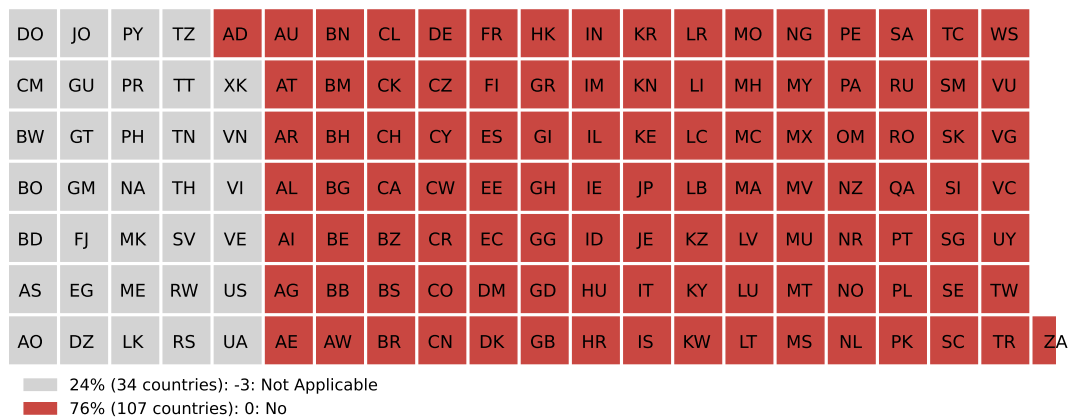 DO JO PY TZ AD AU BN CL DE FR HK IN KR LR MO NG PE SA TC WS
CM GU PR TT XK AT BM CK CZ FI GR IM KN LI MH MY PA RU SM VU
BW GT PH TN VN AR BH CH CY ES GI IL KE LC MC MX OM RO SK VG
BO GM NA TH VI AL BG CA CW EE GH IE JP LB MA MV NZ QA SI VC
BD FJ MK SV VE AI BE BZ CR EC GG ID JE KZ LV MU NR PT SG UY
AS EG ME RW US AG BB BS CO DM GD HU IT KY LU MT NO PL SE TW
AO DZ LK RS UA AE AW BR CN DK GB HR IS KW LT MS NL PK SC TR ZA
24% (34 countries): -3: Not Applicable
76% (107 countries): 0: No